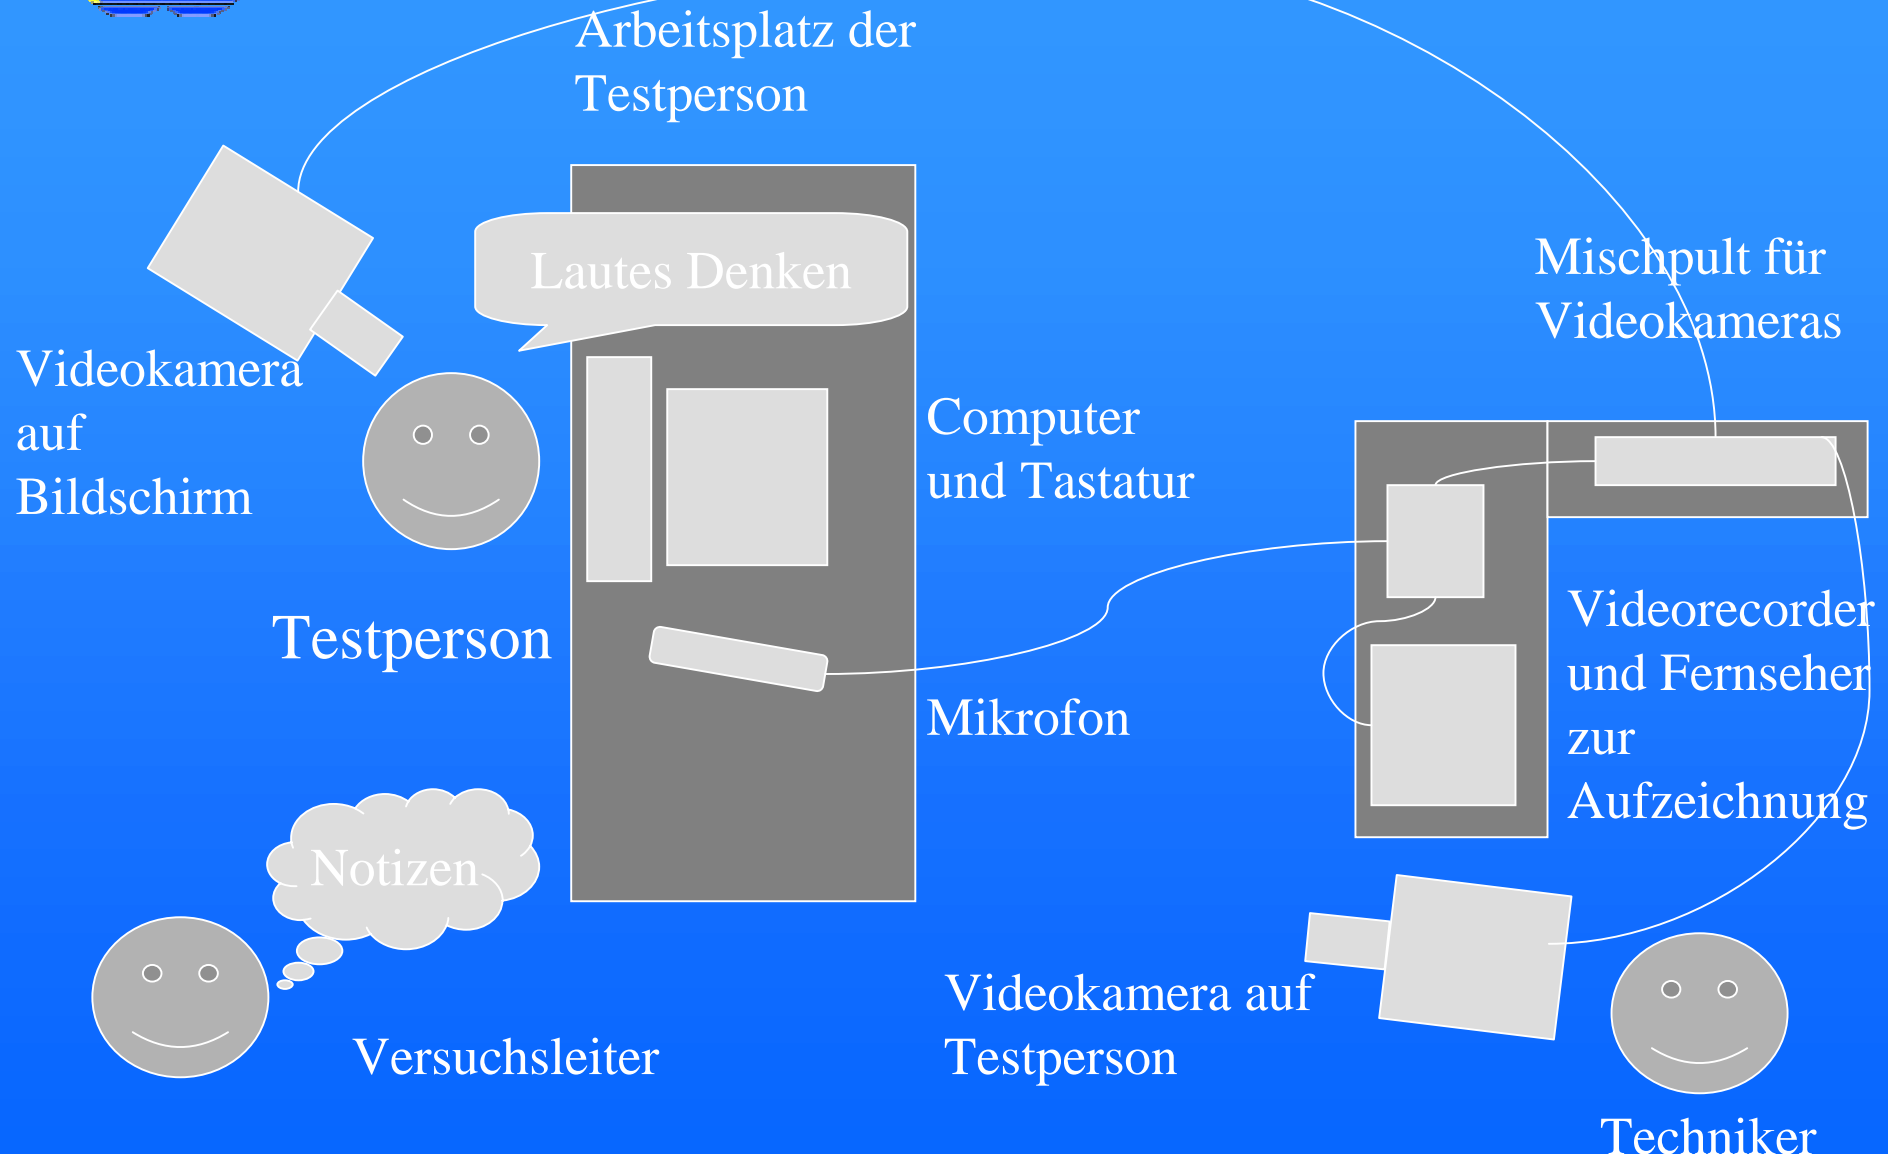 Arbeitsplatz der
Testperson
Lautes Denken
Mischpult für
Videokameras
Videokamera
auf
Bildschirm
Computer
und Tastatur
Testperson
Mikrofon
Videorecorder
und Fernseher
zur
Aufzeichnung
Notizen
Versuchsleiter
Videokamera auf
Testperson
Techniker